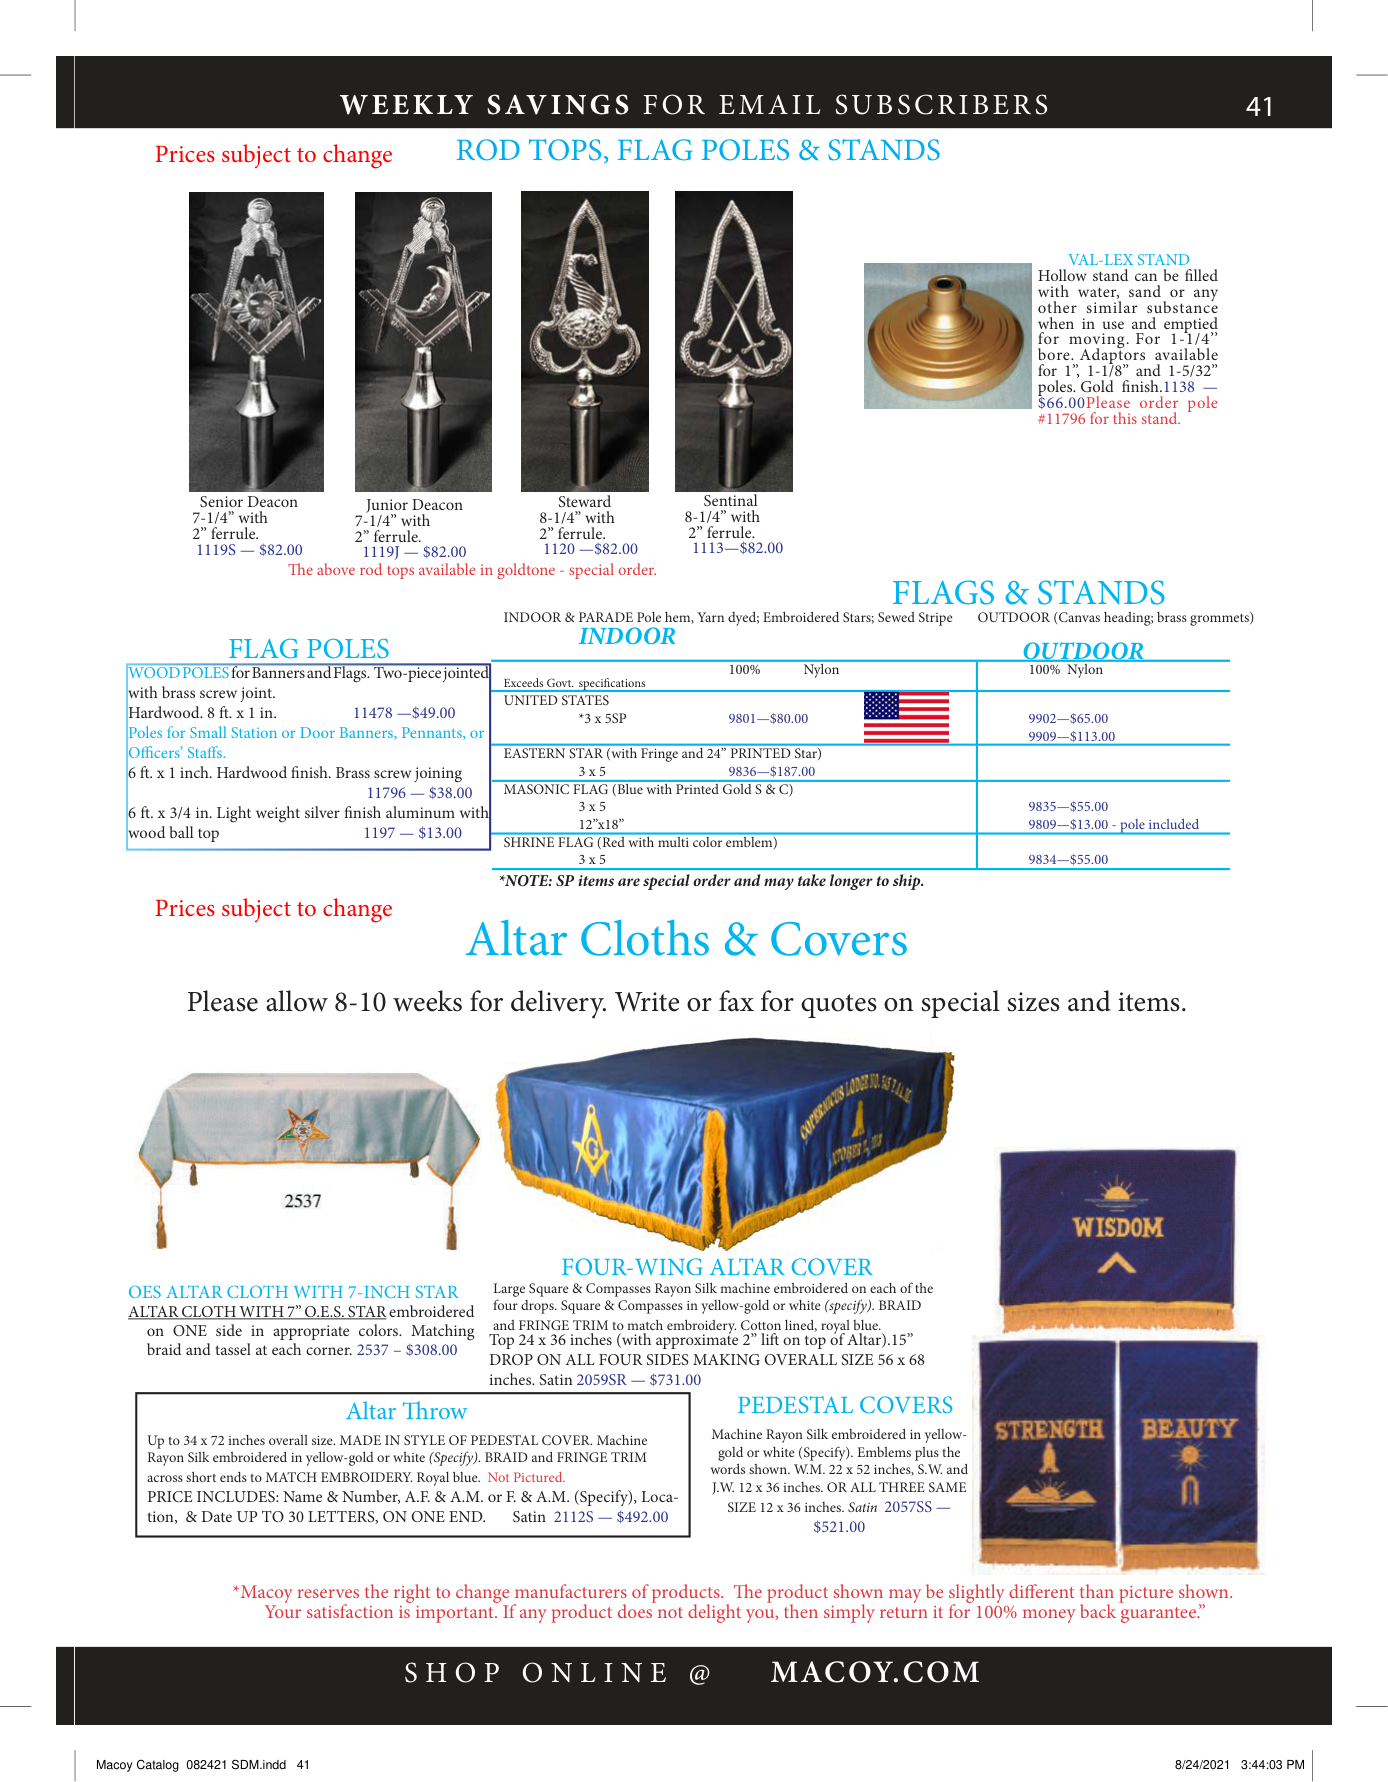 WEEKLY SAVINGS FOR EMAIL SUBSCRIBERS
41
Prices subject to change
ROD TOPS, FLAG POLES & STANDS
Senior Deacon
7-1/4” with
2” ferrule.
1119S — $82.00
Junior Deacon
7-1/4” with
2” ferrule.
1119J — $82.00
Steward
8-1/4” with
2” ferrule.
1120 —$82.00
Sentinal
8-1/4” with
2” ferrule.
1113—$82.00
The above rod tops available in goldtone - special order.
VAL-LEX STAND
Hollow stand can be filled
with water, sand or any
other similar substance
when in use and emptied
for moving. For 1-1/4’’
bore. Adaptors available
for 1”, 1-1/8” and 1-5/32”
poles. Gold finish.1138 —
$66.00Please order pole
#11796 for this stand.
FLAGS & STANDS
INDOOR & PARADE Pole hem, Yarn dyed; Embroidered Stars; Sewed Stripe
OUTDOOR (Canvas heading; brass grommets)
FLAG POLES
WOOD POLES for Banners and Flags. Two-piece jointed
with brass screw joint.
Hardwood. 8 ft. x 1 in. 11478 —$49.00
Poles for Small Station or Door Banners, Pennants, or
Officers’ Staffs.
6 ft. x 1 inch. Hardwood finish. Brass screw joining
11796 — $38.00
6 ft. x 3/4 in. Light weight silver finish aluminum with
wood ball top 1197 — $13.00
INDOOR
OUTDOOR
100% Nylon
100% Nylon
Exceeds Govt. specifications
UNITED STATES
*3 x 5SP 9801—$80.00 9902—$65.00
9909—$113.00
EASTERN STAR (with Fringe and 24” PRINTED Star)
3 x 5 9836—$187.00
MASONIC FLAG (Blue with Printed Gold S & C)
3 x 5 9835—$55.00
12”x18” 9809—$13.00 - pole included
SHRINE FLAG (Red with multi color emblem)
3 x 5 9834—$55.00
*NOTE: SP items are special order and may take longer to ship.
Prices subject to change
Altar Cloths & Covers
Please allow 8-10 weeks for delivery. Write or fax for quotes on special sizes and items.
2537
OES ALTAR CLOTH WITH 7-INCH STAR
ALTAR CLOTH WITH 7” O.E.S. STAR embroidered
on ONE side in appropriate colors. Matching
braid and tassel at each corner. 2537 – $308.00
G
COPERNICUS LODGE NO. 545 F.&A.M.
FOUR-WING ALTAR COVER
Large Square & Compasses Rayon Silk machine embroidered on each of the
four drops. Square & Compasses in yellow-gold or white (specify). BRAID
and FRINGE TRIM to match embroidery. Cotton lined, royal blue.
Top 24 x 36 inches (with approximate 2” lift on top of Altar).15”
DROP ON ALL FOUR SIDES MAKING OVERALL SIZE 56 x 68
inches. Satin 2059SR — $731.00
WISDOM
STRENGTH
BEAUTY
Altar Throw
Up to 34 x 72 inches overall size. MADE IN STYLE OF PEDESTAL COVER. Machine
Rayon Silk embroidered in yellow-gold or white (Specify). BRAID and FRINGE TRIM
across short ends to MATCH EMBROIDERY. Royal blue. Not Pictured.
PRICE INCLUDES: Name & Number, A.F. & A.M. or F. & A.M. (Specify), Loca-
tion, & Date UP TO 30 LETTERS, ON ONE END. Satin 2112S — $492.00
PEDESTAL COVERS
Machine Rayon Silk embroidered in yellow-
gold or white (Specify). Emblems plus the
words shown. W.M. 22 x 52 inches, S.W. and
J.W. 12 x 36 inches. OR ALL THREE SAME
SIZE 12 x 36 inches. Satin 2057SS —
$521.00
*Macoy reserves the right to change manufacturers of products. The product shown may be slightly different than picture shown.
Your satisfaction is important. If any product does not delight you, then simply return it for 100% money back guarantee.”
SHOP ONLINE @ MACOY.COM
Macoy Catalog 082421 SDM.indd 41
8/24/2021 3:44:03 PM